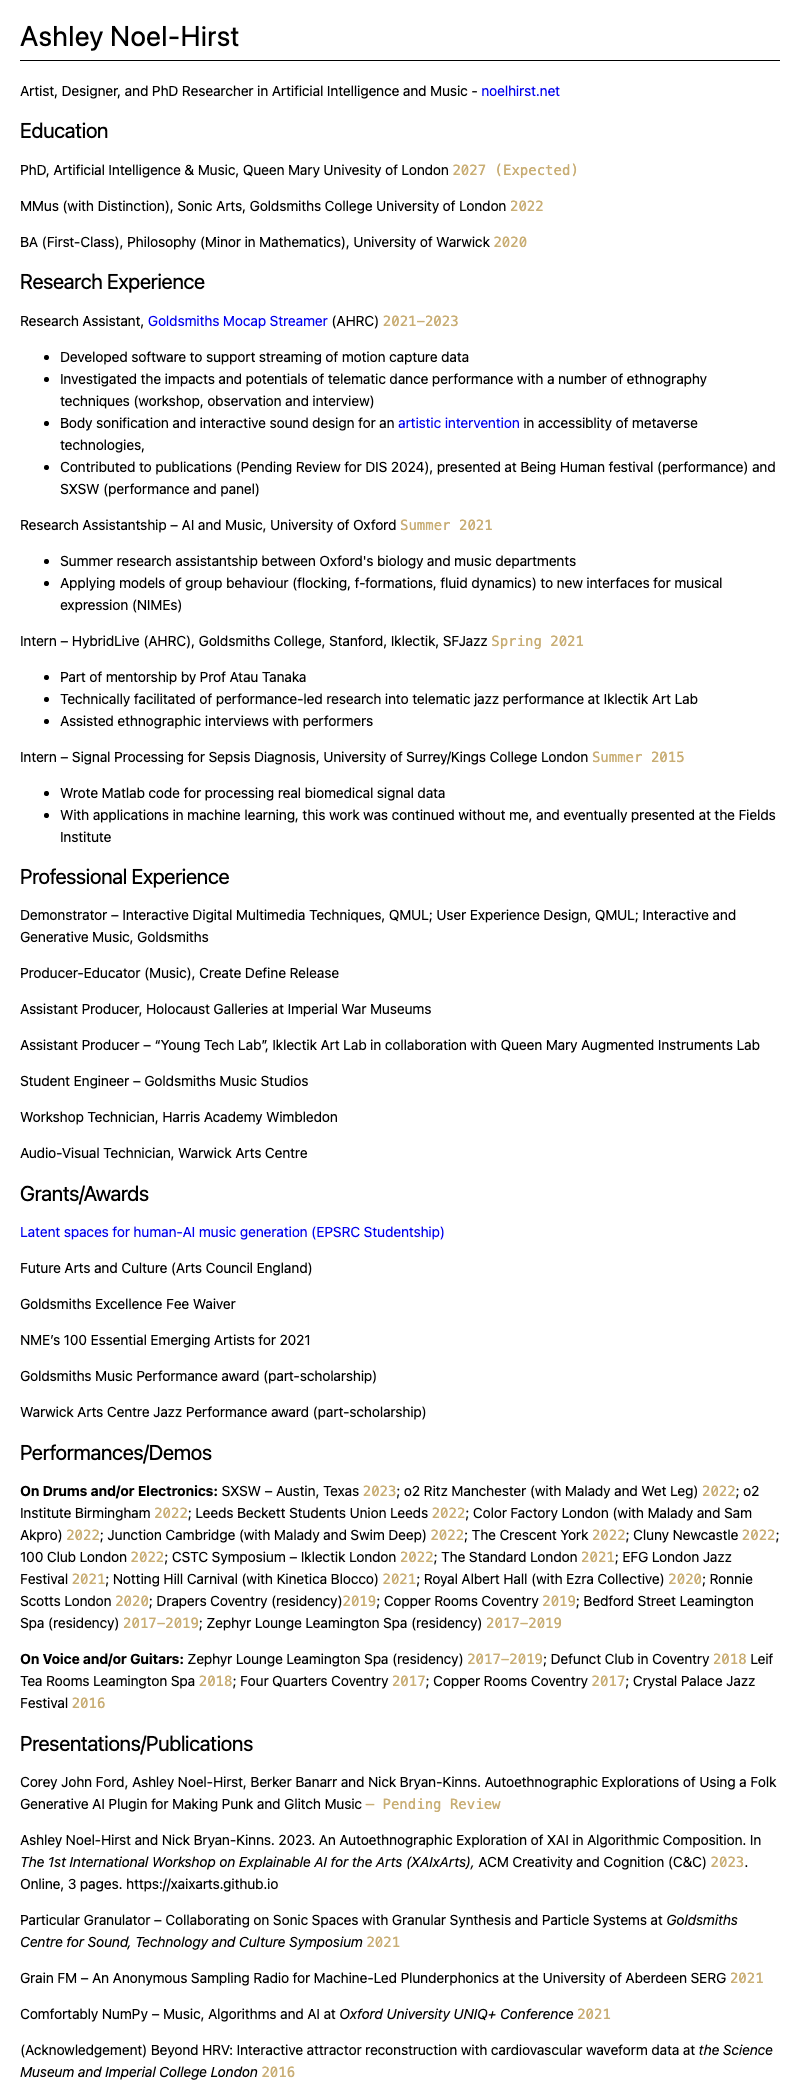 Ashley Noel-Hirst
Artist, Designer, and PhD Researcher in Artificial Intelligence and Music - noelhirst.net
Education
PhD, Artificial Intelligence & Music, Queen Mary Univesity of London 2027 (Expected)
MMus (with Distinction), Sonic Arts, Goldsmiths College University of London 2022
BA (First-Class), Philosophy (Minor in Mathematics), University of Warwick 2020
Research Experience
Research Assistant, Goldsmiths Mocap Streamer (AHRC) 2021–2023
• Developed software to support streaming of motion capture data
• Investigated the impacts and potentials of telematic dance performance with a number of ethnography
techniques (workshop, observation and interview)
• Body sonification and interactive sound design for an artistic intervention in accessiblity of metaverse
technologies,
• Contributed to publications (Pending Review for DIS 2024), presented at Being Human festival (performance) and
SXSW (performance and panel)
Research Assistantship – AI and Music, University of Oxford Summer 2021
• Summer research assistantship between Oxford's biology and music departments
• Applying models of group behaviour (flocking, f-formations, fluid dynamics) to new interfaces for musical
expression (NIMEs)
Intern – HybridLive (AHRC), Goldsmiths College, Stanford, Iklectik, SFJazz Spring 2021
• Part of mentorship by Prof Atau Tanaka
• Technically facilitated of performance-led research into telematic jazz performance at Iklectik Art Lab
• Assisted ethnographic interviews with performers
Intern – Signal Processing for Sepsis Diagnosis, University of Surrey/Kings College London Summer 2015
• Wrote Matlab code for processing real biomedical signal data
• With applications in machine learning, this work was continued without me, and eventually presented at the Fields
Institute
Professional Experience
Demonstrator – Interactive Digital Multimedia Techniques, QMUL; User Experience Design, QMUL; Interactive and
Generative Music, Goldsmiths
Producer-Educator (Music), Create Define Release
Assistant Producer, Holocaust Galleries at Imperial War Museums
Assistant Producer – “Young Tech Lab”, Iklectik Art Lab in collaboration with Queen Mary Augmented Instruments Lab
Student Engineer – Goldsmiths Music Studios
Workshop Technician, Harris Academy Wimbledon
Audio-Visual Technician, Warwick Arts Centre
Grants/Awards
Latent spaces for human-AI music generation (EPSRC Studentship)
Future Arts and Culture (Arts Council England)
Goldsmiths Excellence Fee Waiver
NME’s 100 Essential Emerging Artists for 2021
Goldsmiths Music Performance award (part-scholarship)
Warwick Arts Centre Jazz Performance award (part-scholarship)
Performances/Demos
On Drums and/or Electronics: SXSW – Austin, Texas 2023; o2 Ritz Manchester (with Malady and Wet Leg) 2022; o2
Institute Birmingham 2022; Leeds Beckett Students Union Leeds 2022; Color Factory London (with Malady and Sam
Akpro) 2022; Junction Cambridge (with Malady and Swim Deep) 2022; The Crescent York 2022; Cluny Newcastle 2022;
100 Club London 2022; CSTC Symposium – Iklectik London 2022; The Standard London 2021; EFG London Jazz
Festival 2021; Notting Hill Carnival (with Kinetica Blocco) 2021; Royal Albert Hall (with Ezra Collective) 2020; Ronnie
Scotts London 2020; Drapers Coventry (residency)2019; Copper Rooms Coventry 2019; Bedford Street Leamington
Spa (residency) 2017–2019; Zephyr Lounge Leamington Spa (residency) 2017–2019
On Voice and/or Guitars: Zephyr Lounge Leamington Spa (residency) 2017–2019; Defunct Club in Coventry 2018 Leif
Tea Rooms Leamington Spa 2018; Four Quarters Coventry 2017; Copper Rooms Coventry 2017; Crystal Palace Jazz
Festival 2016
Presentations/Publications
Corey John Ford, Ashley Noel-Hirst, Berker Banarr and Nick Bryan-Kinns. Autoethnographic Explorations of Using a Folk
Generative AI Plugin for Making Punk and Glitch Music – Pending Review
Ashley Noel-Hirst and Nick Bryan-Kinns. 2023. An Autoethnographic Exploration of XAI in Algorithmic Composition. In
The 1st International Workshop on Explainable AI for the Arts (XAIxArts), ACM Creativity and Cognition (C&C) 2023.
Online, 3 pages. https://xaixarts.github.io
Particular Granulator – Collaborating on Sonic Spaces with Granular Synthesis and Particle Systems at Goldsmiths
Centre for Sound, Technology and Culture Symposium 2021
Grain FM – An Anonymous Sampling Radio for Machine-Led Plunderphonics at the University of Aberdeen SERG 2021
Comfortably NumPy – Music, Algorithms and AI at Oxford University UNIQ+ Conference 2021
(Acknowledgement) Beyond HRV: Interactive attractor reconstruction with cardiovascular waveform data at the Science
Museum and Imperial College London 2016